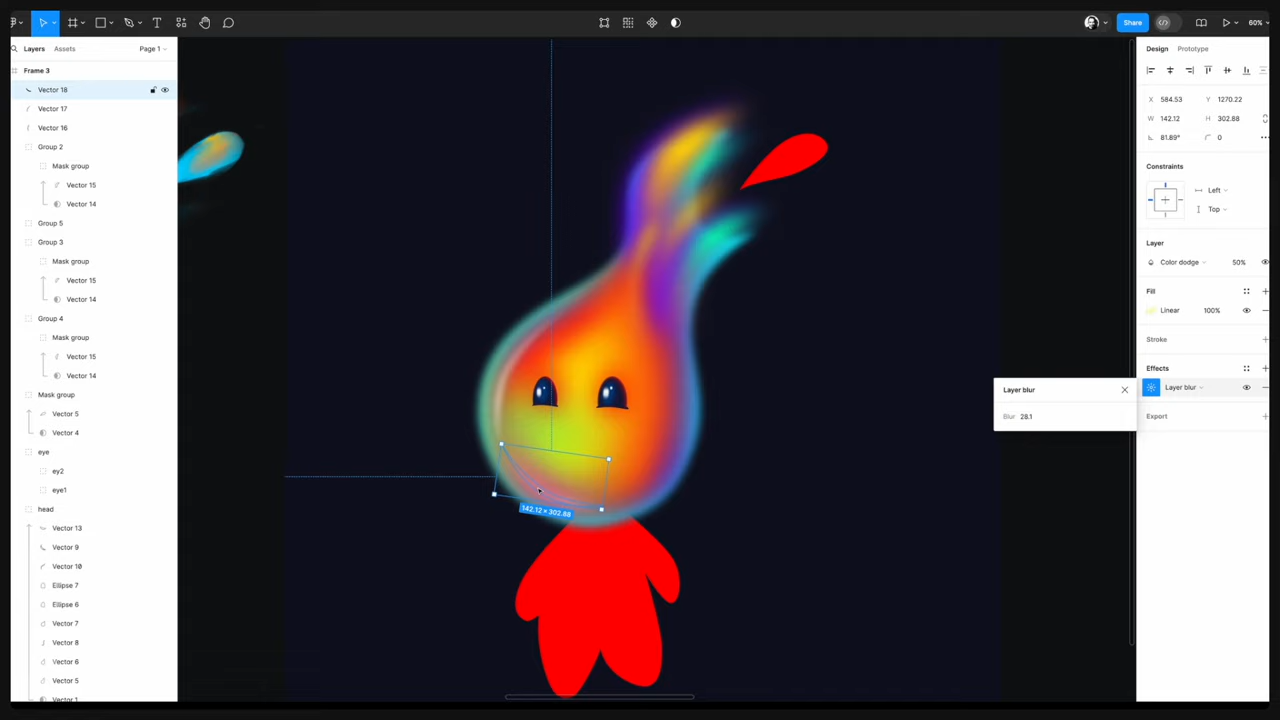 Share
60%
Layers
Assets
Page 1
Frame 3
Vector 18
Vector 17
Vector 16
Group 2
Mask group
Vector 15
Vector 14
Group 5
Group 3
Mask group
Vector 15
Vector 14
Group 4
Mask group
Vector 15
Vector 14
Mask group
Vector 5
Vector 4
eye
ey2
ey1
head
Vector 13
Vector 9
Vector 10
Ellipse 7
Ellipse 6
Vector 7
Vector 8
Vector 6
Vector 5
Vector 1
142.12 × 302.88
Layer blur
Blur 28.1
Design
Prototype
X 584.53 Y 1270.22
W 142.12 H 302.88
81.89° 0
Constraints
Left
Top
Layer
Color dodge 50%
Fill
Linear 100%
Stroke
Effects
Layer blur
Export